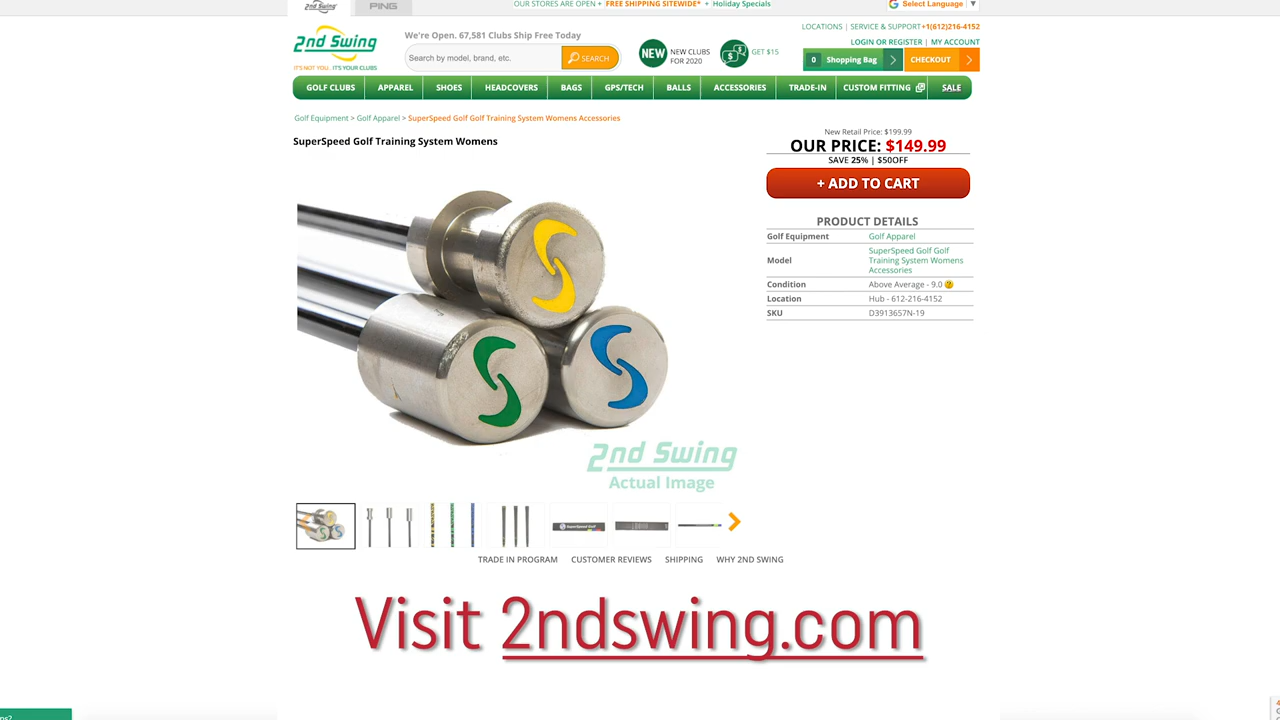 2nd Swing
PING
OUR STORES ARE OPEN + FREE SHIPPING SITEWIDE* + Holiday Specials
Select Language ▼
LOCATIONS | SERVICE & SUPPORT +1(612)216-4152
2nd Swing
IT'S NOT YOU...IT'S YOUR CLUBS
We're Open. 67,581 Clubs Ship Free Today
Search by model, brand, etc.
SEARCH
NEW
NEW CLUBS
FOR 2020
GET $15
LOGIN OR REGISTER | MY ACCOUNT
0 Shopping Bag
CHECKOUT
GOLF CLUBS
APPAREL
SHOES
HEADCOVERS
BAGS
GPS/TECH
BALLS
ACCESSORIES
TRADE-IN
CUSTOM FITTING
SALE
Golf Equipment > Golf Apparel > SuperSpeed Golf Golf Training System Womens Accessories
SuperSpeed Golf Training System Womens
New Retail Price: $199.99
OUR PRICE: $149.99
SAVE 25% | $50OFF
+ ADD TO CART
PRODUCT DETAILS
Golf Equipment Golf Apparel
Model SuperSpeed Golf Golf
Training System Womens
Accessories
Condition Above Average - 9.0
Location Hub - 612-216-4152
SKU D3913657N-19
2nd Swing
Actual Image
SuperSpeed Golf
TRADE IN PROGRAM
CUSTOMER REVIEWS
SHIPPING
WHY 2ND SWING
Visit 2ndswing.com